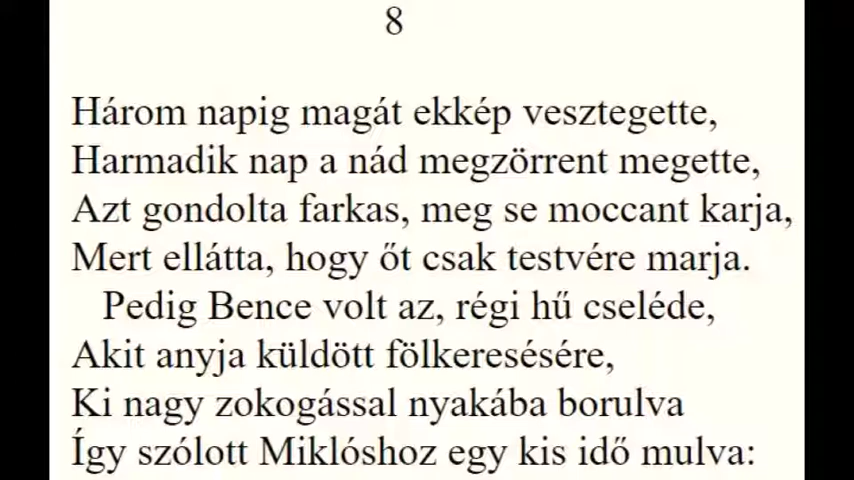 8
Három napig magát ekkép vesztegette,
Harmadik nap a nád megzörrent megette,
Azt gondolta farkas, meg se moccant karja,
Mert ellátta, hogy őt csak testvére marja.
Pedig Bence volt az, régi hű cseléde,
Akit anyja küldött fölkeresésére,
Ki nagy zokogással nyakába borulva
Így szólott Miklóshoz egy kis idő mulva: